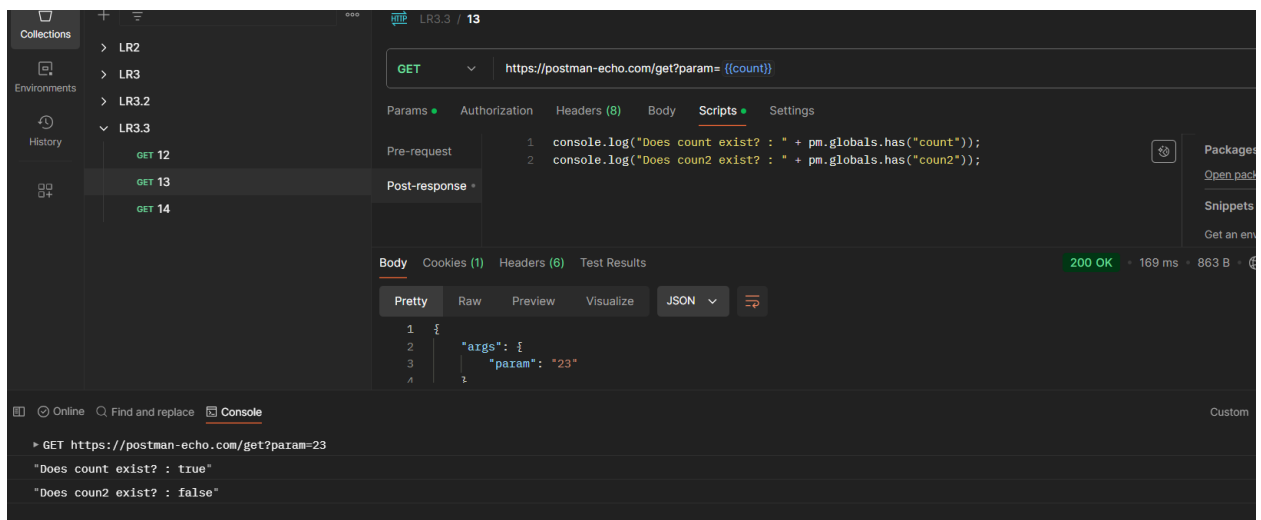 Collections
Environments
History
LR2
LR3
LR3.2
LR3.3
GET 12
GET 13
GET 14
HTTP LR3.3 / 13
GET https://postman-echo.com/get?param= {{count}}
Params Authorization Headers (8) Body Scripts Settings
Pre-request
Post-response
1 console.log("Does count exist? : " + pm.globals.has("count"));
2 console.log("Does coun2 exist? : " + pm.globals.has("coun2"));
Packages
Open pack
Snippets
Get an env
Body Cookies (1) Headers (6) Test Results 200 OK 169 ms 863 B
Pretty Raw Preview Visualize JSON
1 {
2 "args": {
3 "param": "23"
4 }
Online Find and replace Console Custom
GET https://postman-echo.com/get?param=23
"Does count exist? : true"
"Does coun2 exist? : false"